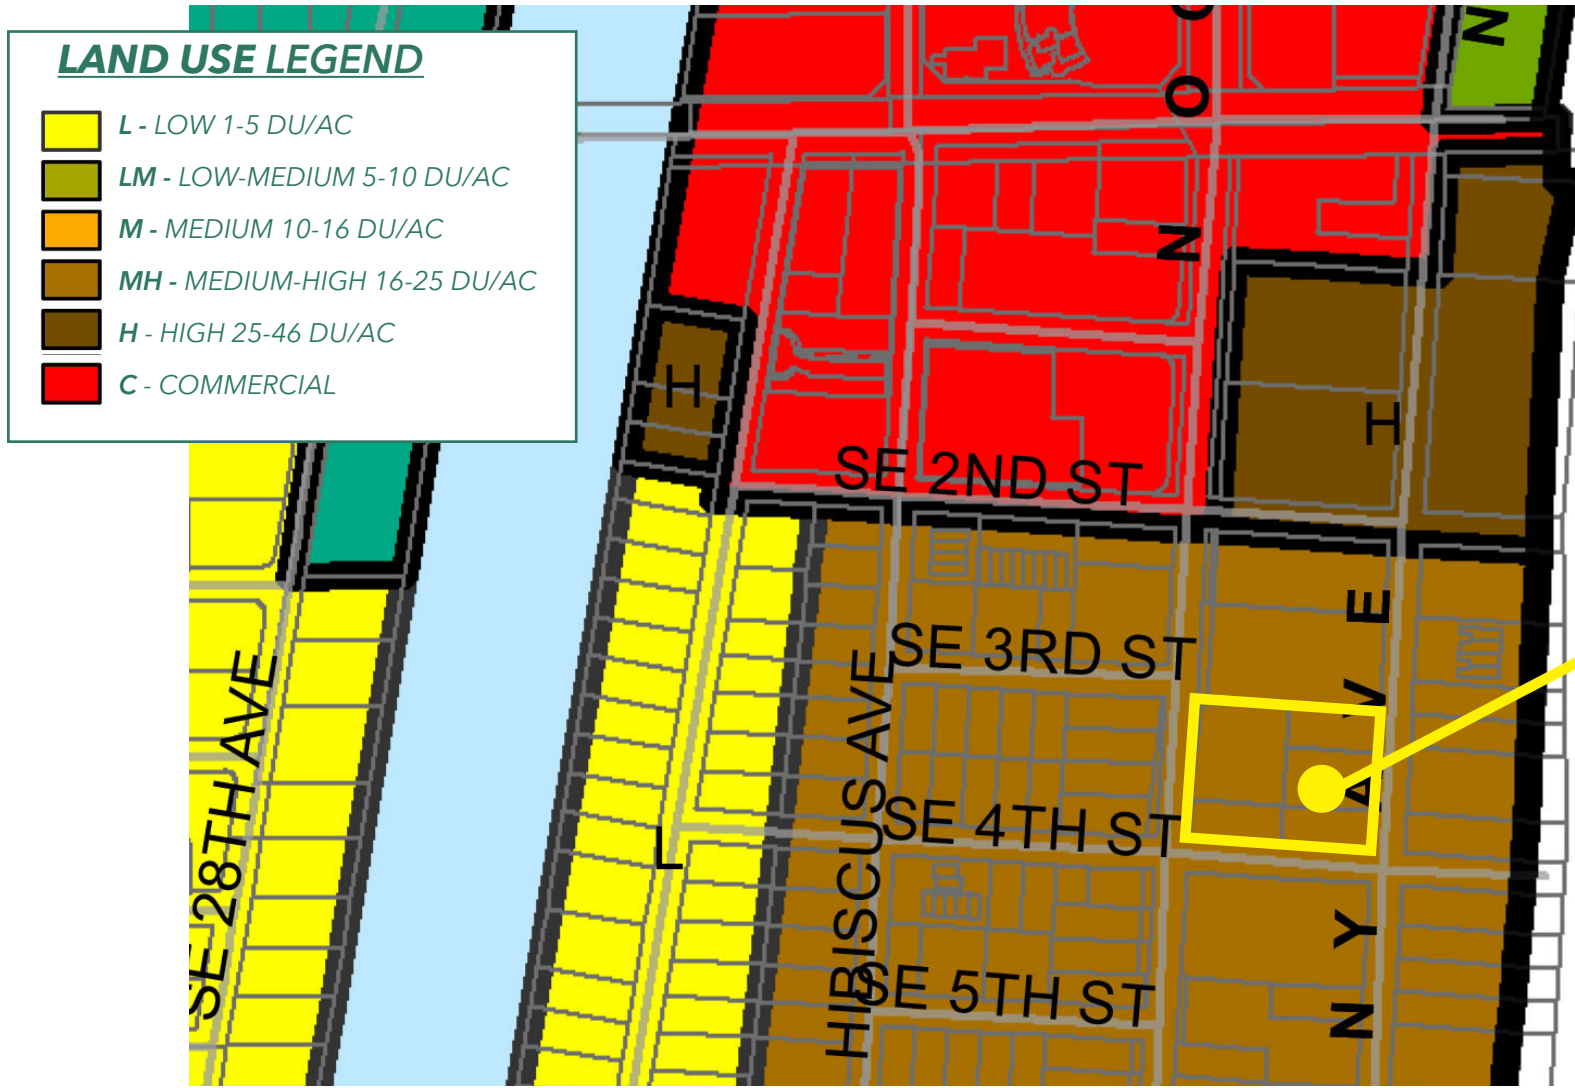 LAND USE LEGEND
L - LOW 1-5 DU/AC
LM - LOW-MEDIUM 5-10 DU/AC
M - MEDIUM 10-16 DU/AC
MH - MEDIUM-HIGH 16-25 DU/AC
H - HIGH 25-46 DU/AC
C - COMMERCIAL
N
O
N
H
H
SE 2ND ST
SE 3RD ST
SE 4TH ST
SE 5TH ST
HIBISCUS AVE
SE 28TH AVE
L
N Y A V E